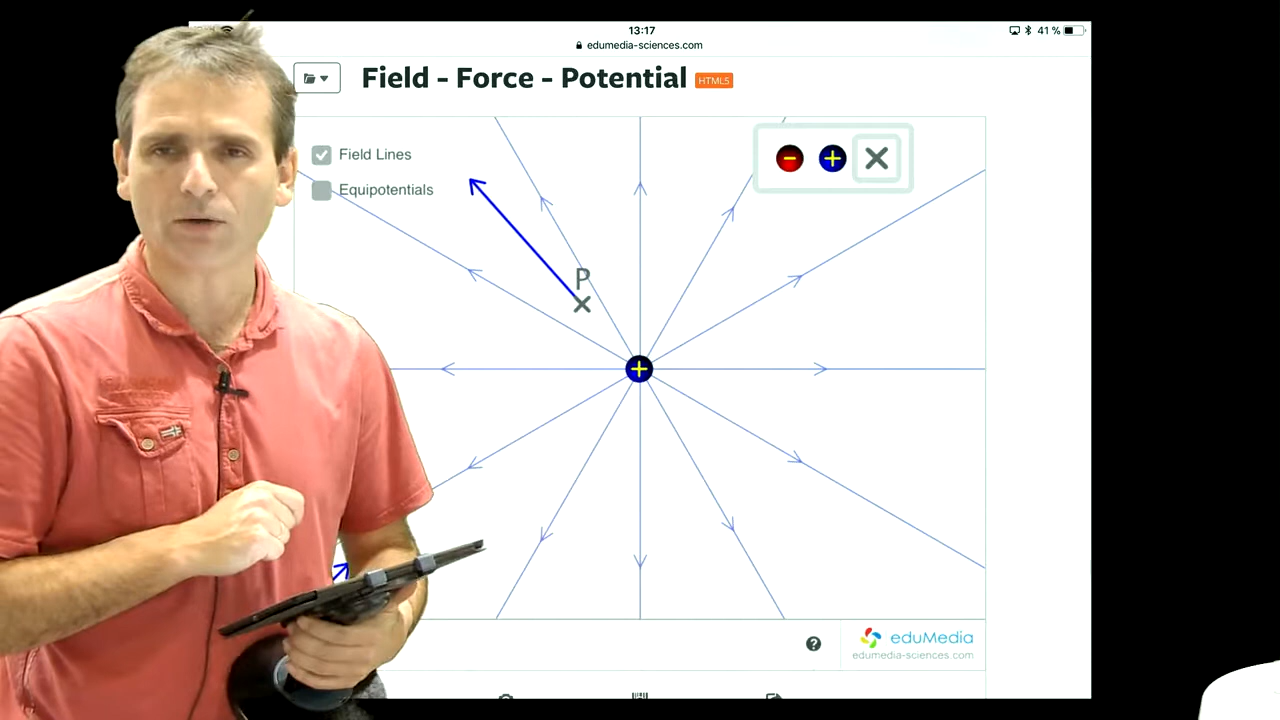 13:17
41 %
edumedia-sciences.com
Field - Force - Potential HTML5
Field Lines
Equipotentials
P
eduMedia
edumedia-sciences.com